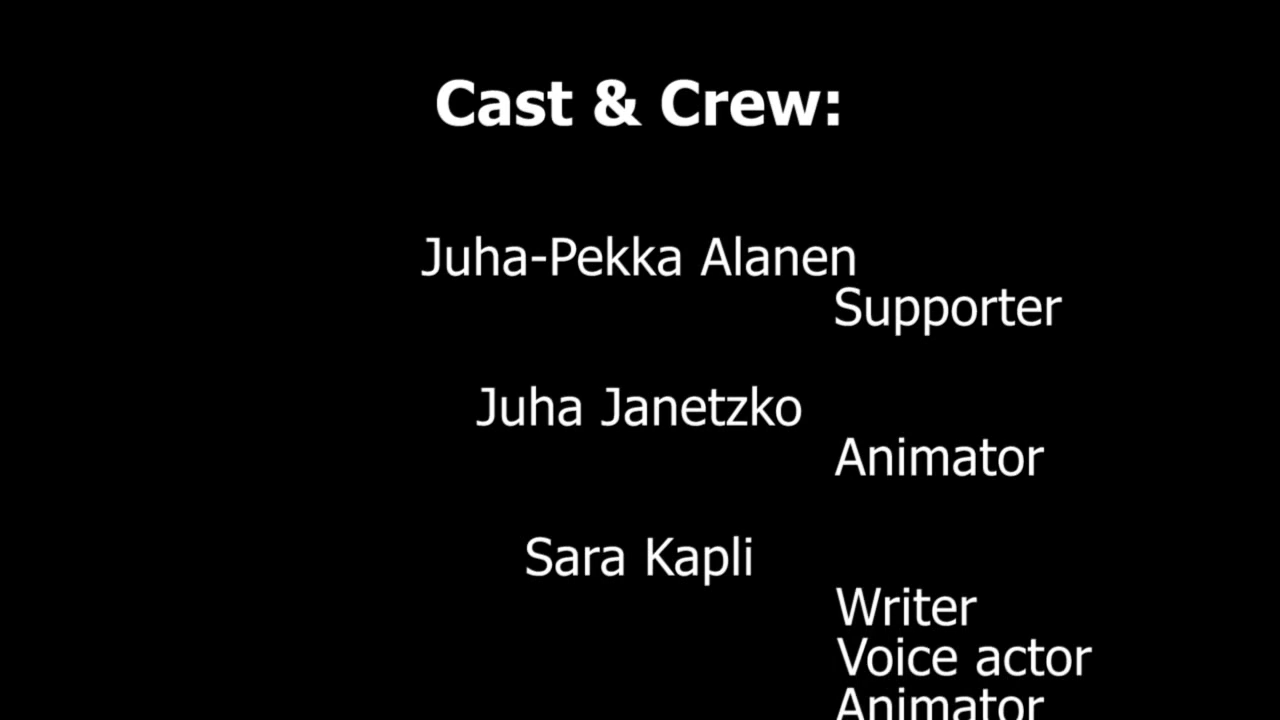 Cast & Crew:
Juha-Pekka Alanen
Supporter
Juha Janetzko
Animator
Sara Kapli
Writer
Voice actor
Animator